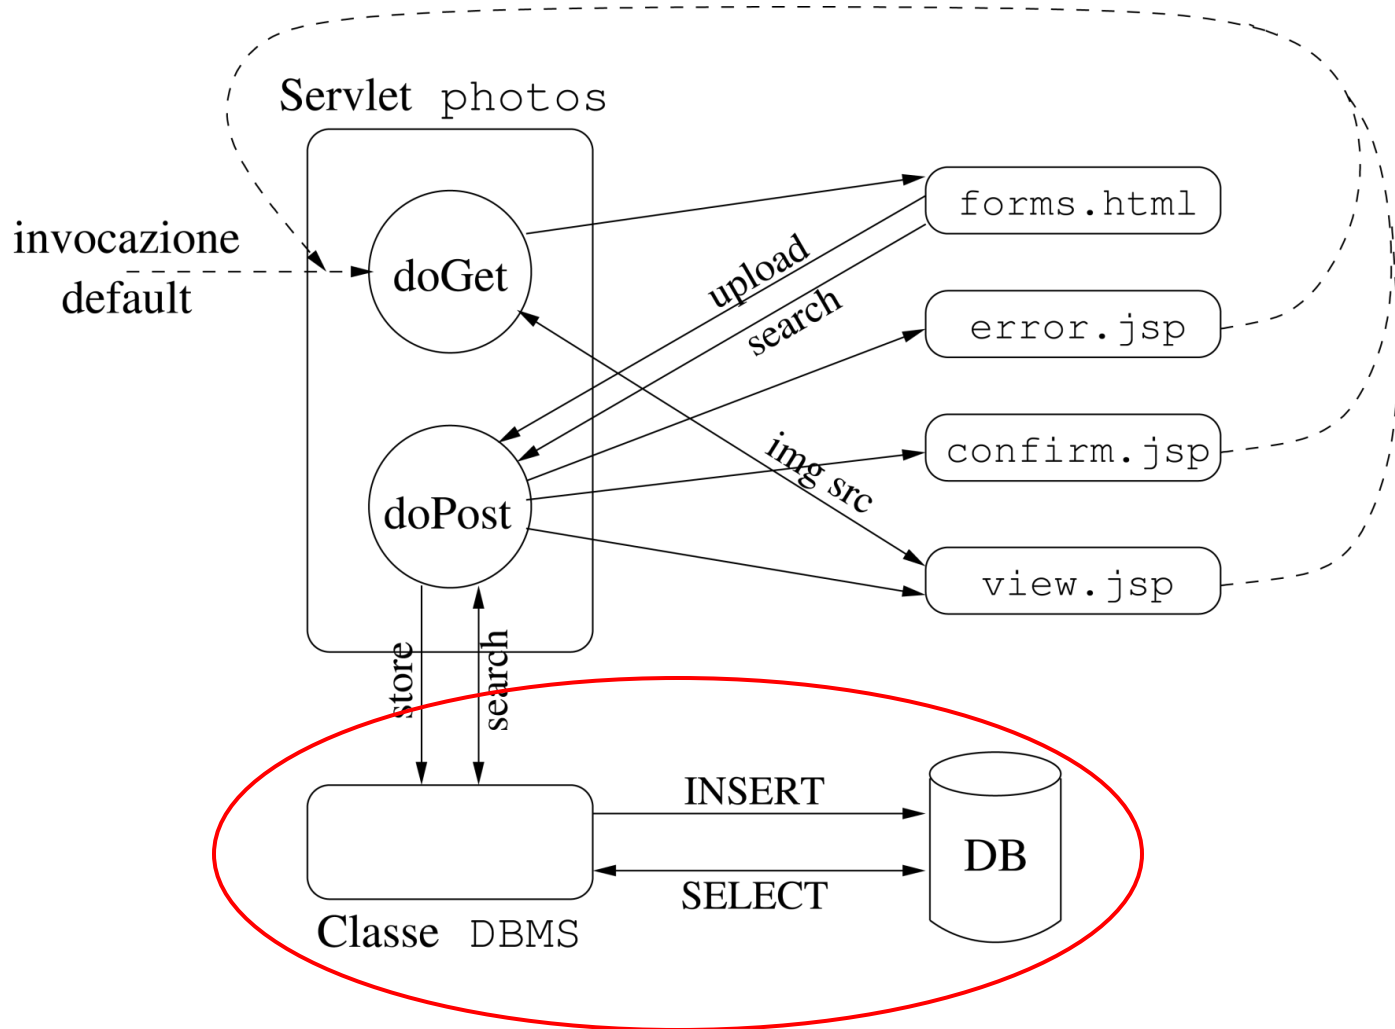 Servlet photos
invocazione
default
doGet
forms.html
upload
search
error.jsp
doPost
img src
confirm.jsp
view.jsp
store
search
INSERT
SELECT
DB
Classe DBMS